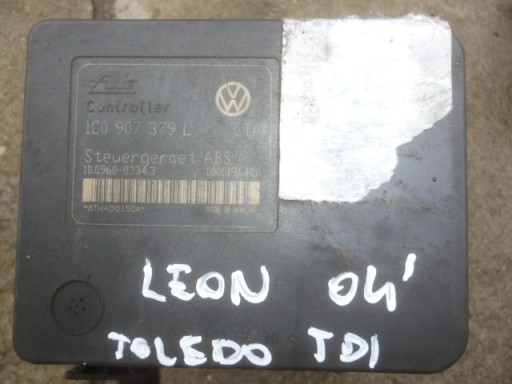 Ate
Controller
1C0 907 379 L
Steuergeraet ABS
10.0960-0334.3
LEON 04'
TOLEDO TDI